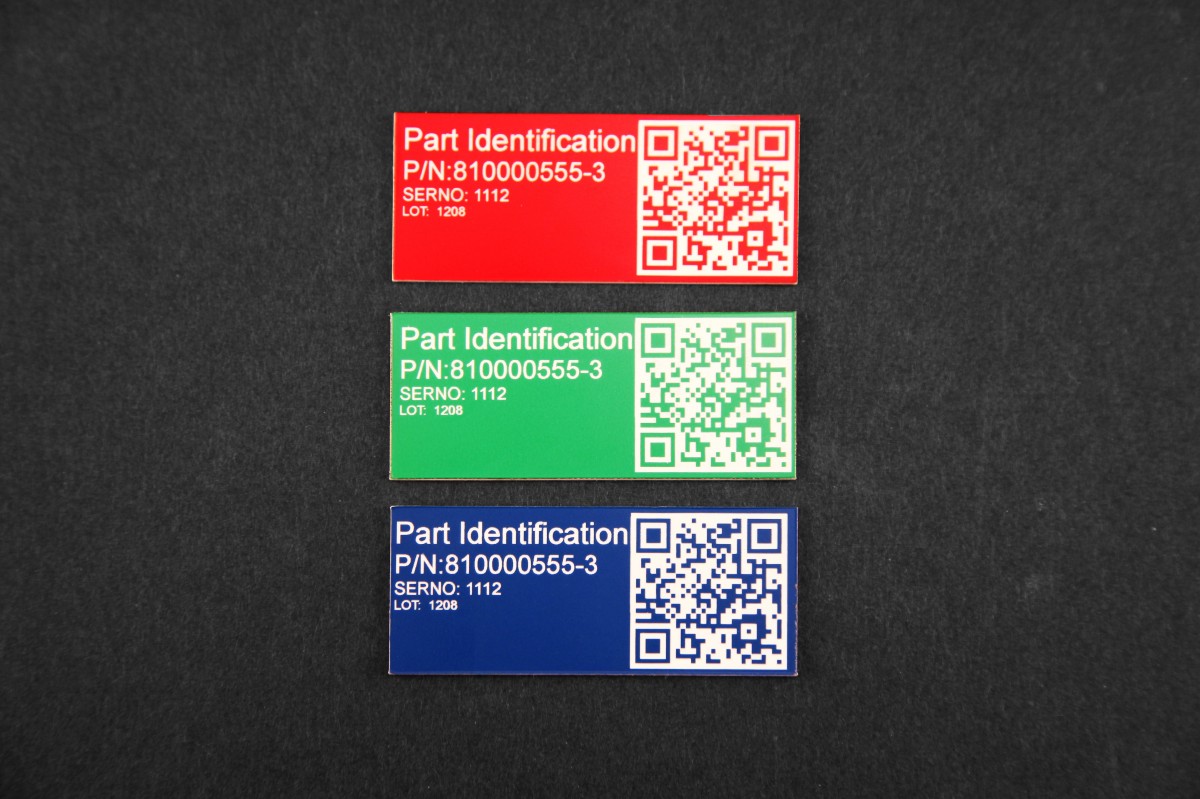 Part Identification
P/N:810000555-3
SERNO: 1112
LOT: 1208
Part Identification
P/N:810000555-3
SERNO: 1112
LOT: 1208
Part Identification
P/N:810000555-3
SERNO: 1112
LOT: 1208